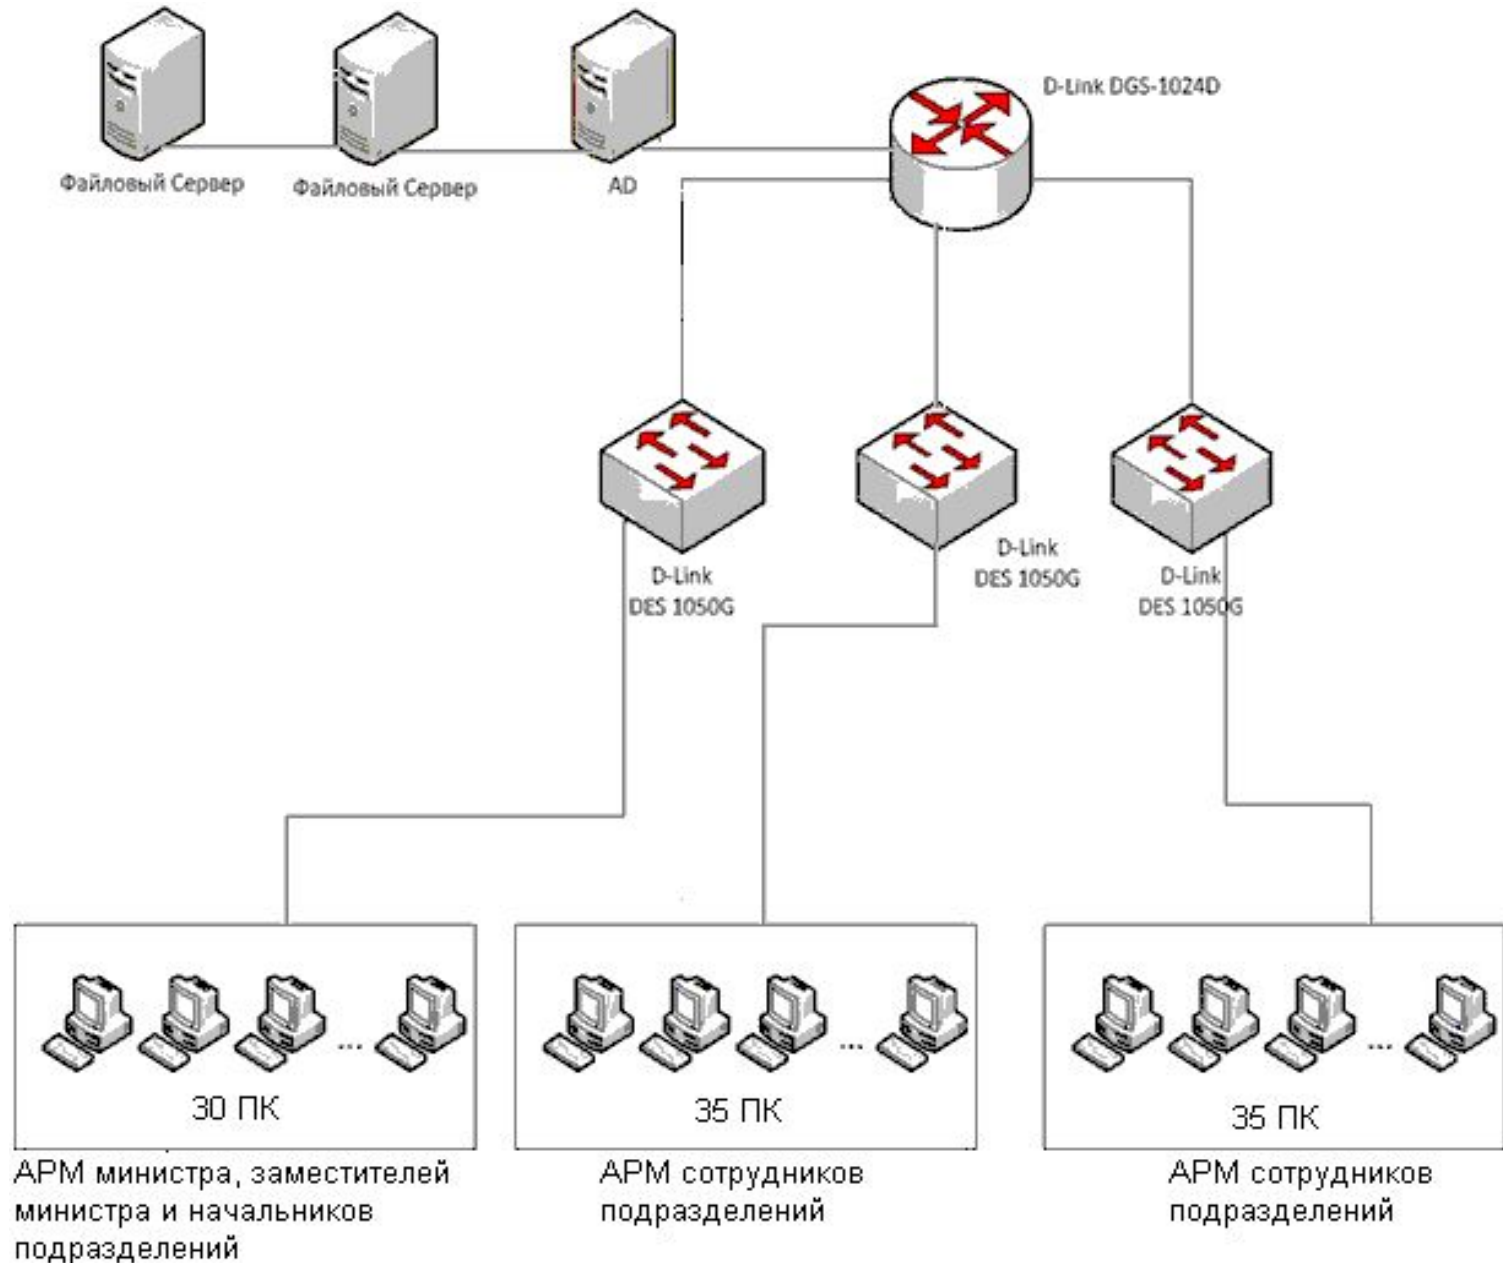 D-Link DGS-1024D
Файловый Сервер
Файловый Сервер
AD
D-Link
DES 1050G
D-Link
DES 1050G
D-Link
DES 1050G
...
30 ПК
...
35 ПК
...
35 ПК
АРМ министра, заместителей
министра и начальников
подразделений
АРМ сотрудников
подразделений
АРМ сотрудников
подразделений